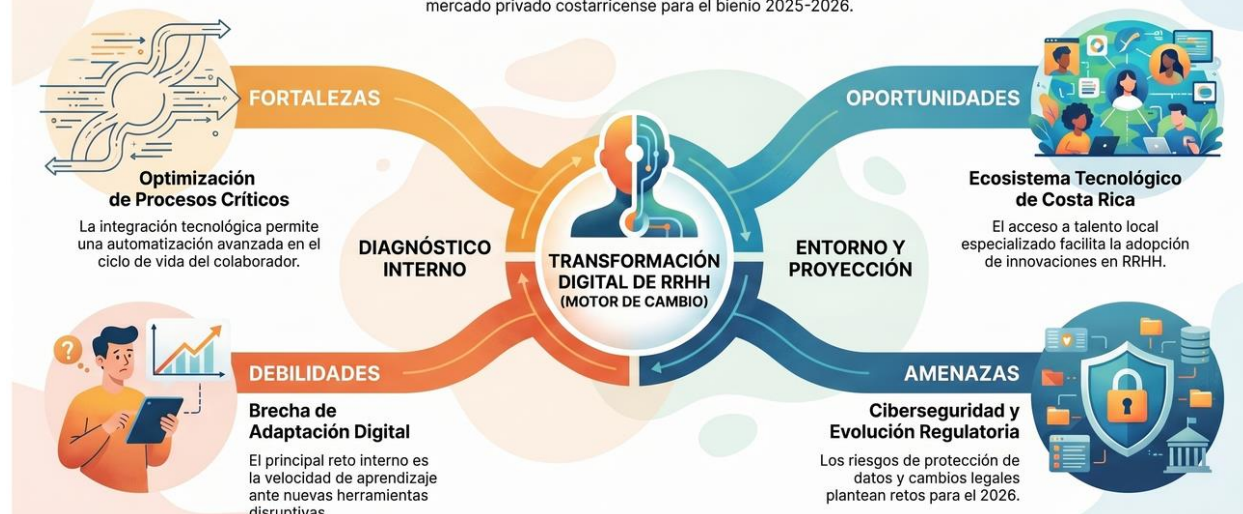 mercado privado costarricense para el bienio 2025-2026.
FORTALEZAS
Optimización
de Procesos Críticos
La integración tecnológica permite
una automatización avanzada en el
ciclo de vida del colaborador.
OPORTUNIDADES
Ecosistema Tecnológico
de Costa Rica
El acceso a talento local
especializado facilita la adopción
de innovaciones en RRHH.
DIAGNÓSTICO
INTERNO
TRANSFORMACIÓN
DIGITAL DE RRHH
(MOTOR DE CAMBIO)
ENTORNO Y
PROYECCIÓN
?
DEBILIDADES
Brecha de
Adaptación Digital
El principal reto interno es
la velocidad de aprendizaje
ante nuevas herramientas
disruptivas
AMENAZAS
Ciberseguridad y
Evolución Regulatoria
Los riesgos de protección de
datos y cambios legales
plantean retos para el 2026.